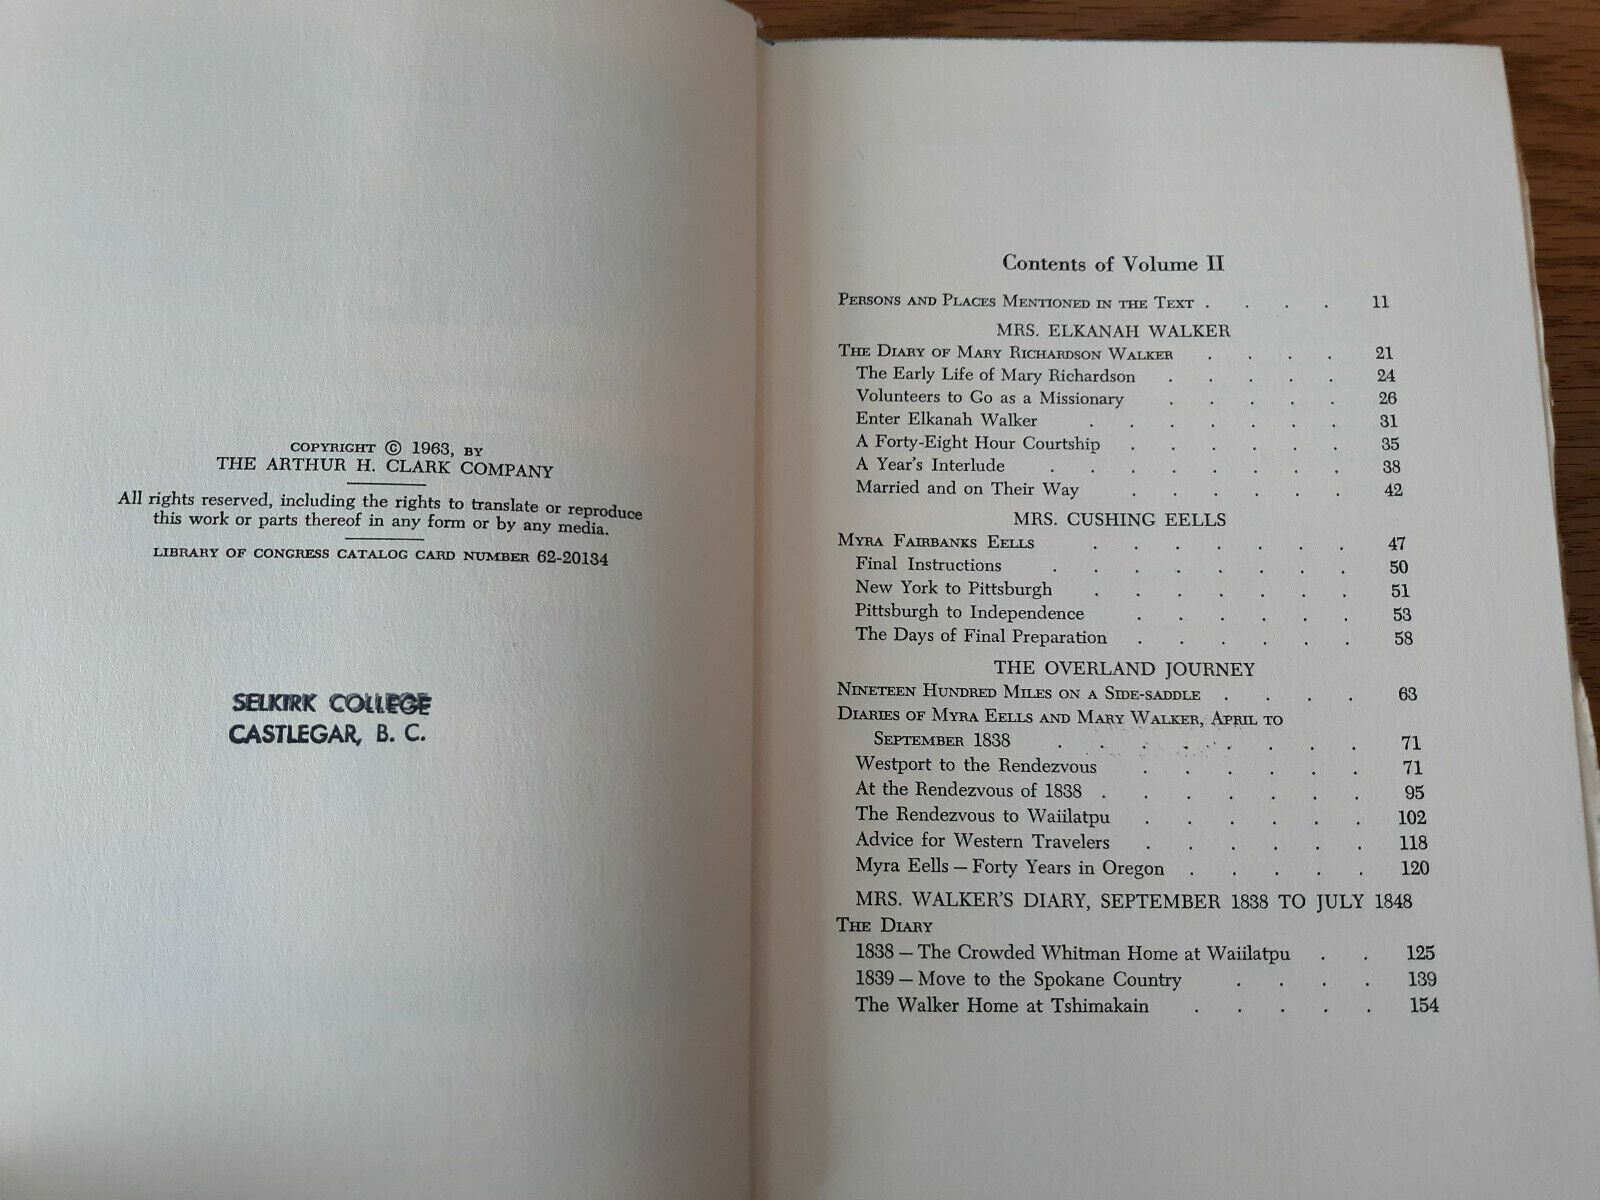 COPYRIGHT © 1963, BY
THE ARTHUR H. CLARK COMPANY
All rights reserved, including the rights to translate or reproduce
this work or parts thereof in any form or by any media.
LIBRARY OF CONGRESS CATALOG CARD NUMBER 62-20134
SELKIRK COLLEGE
CASTLEGAR, B. C.
Contents of Volume II
PERSONS AND PLACES MENTIONED IN THE TEXT . . . . 11
MRS. ELKANAH WALKER
THE DIARY OF MARY RICHARDSON WALKER . . . . 21
The Early Life of Mary Richardson . . . . . 24
Volunteers to Go as a Missionary . . . . . 26
Enter Elkanah Walker . . . . . . 31
A Forty-Eight Hour Courtship . . . . . . 35
A Year's Interlude . . . . . . . 38
Married and on Their Way . . . . . . 42
MRS. CUSHING EELLS
MYRA FAIRBANKS EELLS . . . . . . . 47
Final Instructions . . . . . . . . 50
New York to Pittsburgh . . . . . . . 51
Pittsburgh to Independence . . . . . . 53
The Days of Final Preparation . . . . . . 58
THE OVERLAND JOURNEY
NINETEEN HUNDRED MILES ON A SIDE-SADDLE . . . . 63
DIARIES OF MYRA EELLS AND MARY WALKER, APRIL TO
SEPTEMBER 1838 . . . . . . . . 71
Westport to the Rendezvous . . . . . . 71
At the Rendezvous of 1838 . . . . . . . 95
The Rendezvous to Waiilatpu . . . . . . 102
Advice for Western Travelers . . . . . . 118
Myra Eells — Forty Years in Oregon . . . . . 120
MRS. WALKER'S DIARY, SEPTEMBER 1838 TO JULY 1848
THE DIARY
1838 — The Crowded Whitman Home at Waiilatpu . . 125
1839 — Move to the Spokane Country . . . . 139
The Walker Home at Tshimakain . . . . . 154